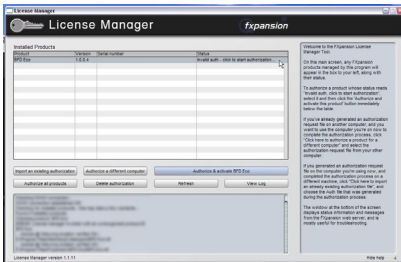 License Manager
License Manager
fxpansion
Installed Products
Product Version Serial number Status
BFD Eco 1.0.0.4 Invalid auth - click to start authorization...
Import an existing authorization Authorize a different computer Authorize & activate BFD Eco
Authorize all products Delete authorization Refresh View Log
Welcome to the FXpansion License
Manager Tool.
On this main screen, any FXpansion
products managed by this program will
appear in the box to your left, along with
their status.
To authorize a product whose status reads
"Invalid auth: click to start authorization",
select it and then click the "Authorize and
activate this product" button immediately
below the table.
If you've already generated an authorization
request file on another computer, and you
want to use the computer you're on now to
complete the authorization process, click
"Click here to authorize a product for a
different computer" and select the
authorization request file from your other
computer.
If you generated an authorization request
file on the computer you're using now, and
completed the authorization process on a
different machine, click "Click here to import
an already existing authorization file", and
choose the Auth file that was generated
during the authorization process.
The window at the bottom of the screen
displays status information and messages
from the FXpansion web server, and is
mostly useful for troubleshooting.
License Manager version 1.1.11 Hide help